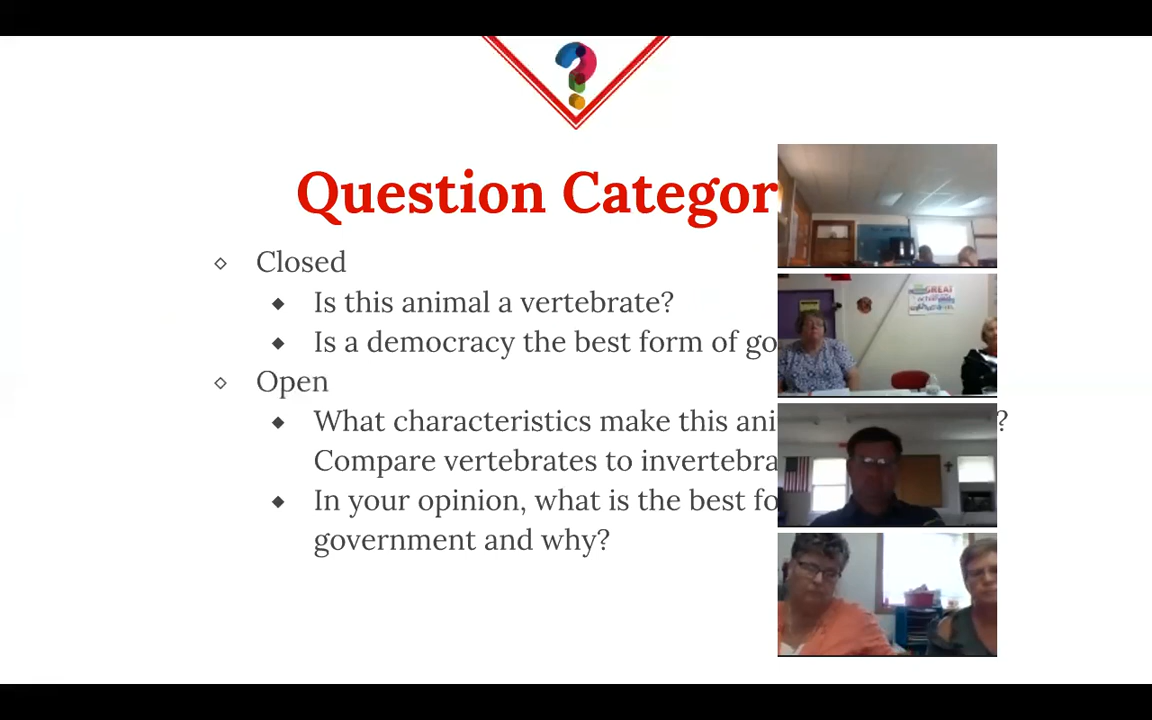 Question Categor
Closed
Is this animal a vertebrate?
Is a democracy the best form of go
Open
What characteristics make this ani ?
Compare vertebrates to invertebra
In your opinion, what is the best fo
government and why?
GREAT